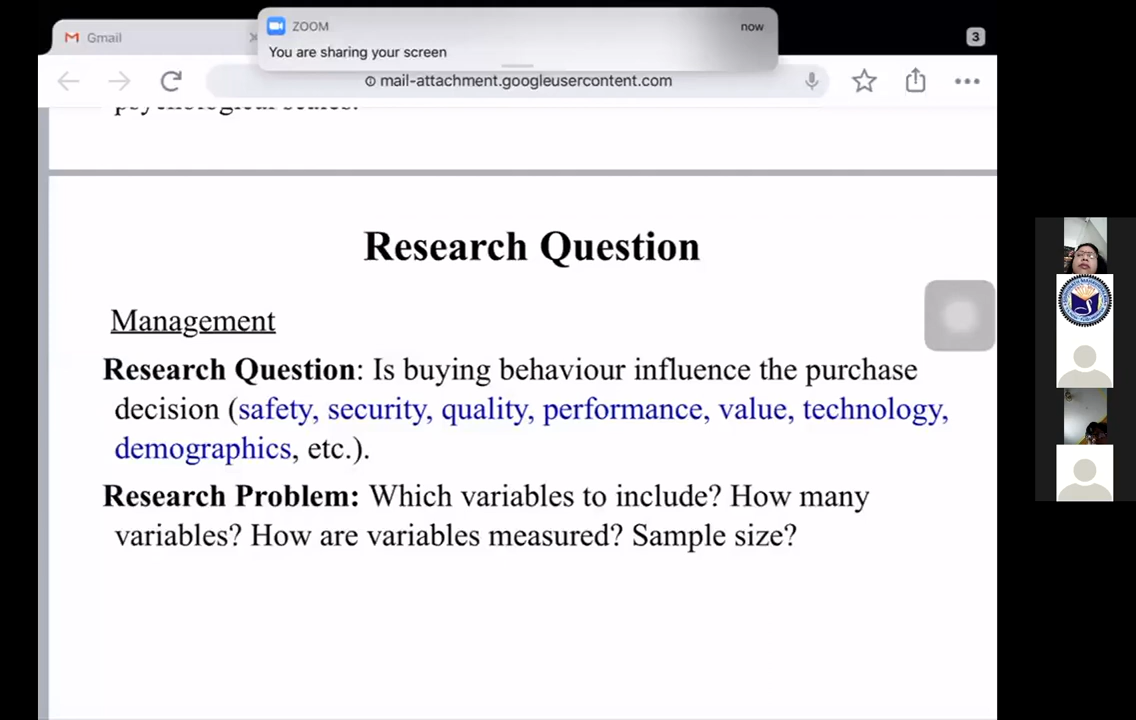 Gmail
ZOOM
now
You are sharing your screen
3
mail-attachment.googleusercontent.com
psychological scales.
Research Question
Management
Research Question: Is buying behaviour influence the purchase
decision (safety, security, quality, performance, value, technology,
demographics, etc.).
Research Problem: Which variables to include? How many
variables? How are variables measured? Sample size?